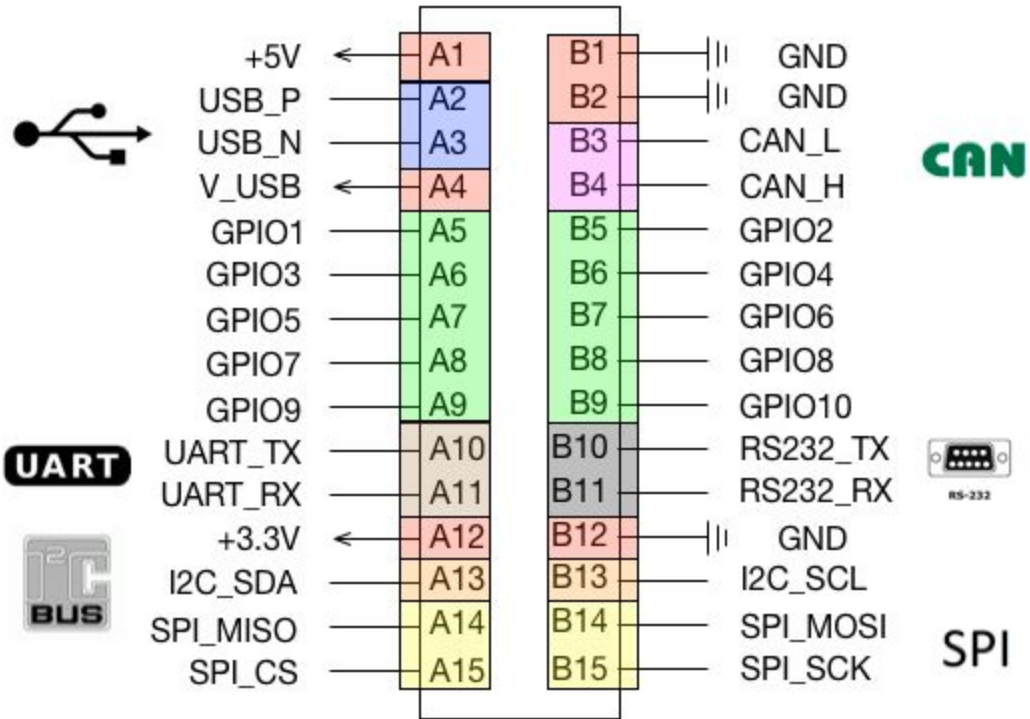 +5V A1 B1 GND
USB_P A2 B2 GND
USB_N A3 B3 CAN_L
CAN
V_USB A4 B4 CAN_H
GPIO1 A5 B5 GPIO2
GPIO3 A6 B6 GPIO4
GPIO5 A7 B7 GPIO6
GPIO7 A8 B8 GPIO8
GPIO9 A9 B9 GPIO10
UART UART_TX A10 B10 RS232_TX
UART_RX A11 B11 RS232_RX RS-232
+3.3V A12 B12 GND
I2C
BUS
I2C_SDA A13 B13 I2C_SCL
SPI_MISO A14 B14 SPI_MOSI
SPI
SPI_CS A15 B15 SPI_SCK